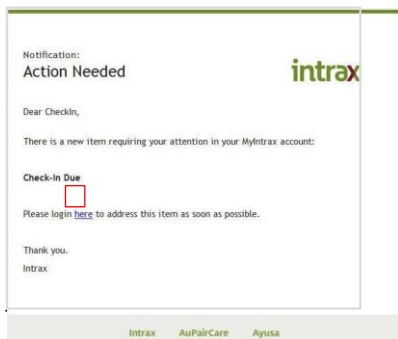 Notification:
Action Needed
intrax
Dear CheckIn,
There is a new item requiring your attention in your MyIntrax account:
Check-In Due
Please login here to address this item as soon as possible.
Thank you.
Intrax
Intrax AuPairCare Ayusa